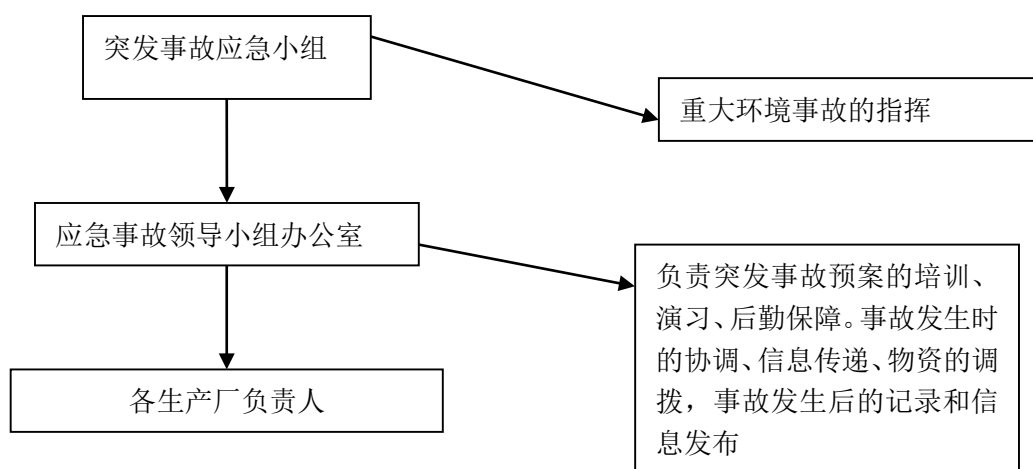 突发事故应急小组
重大环境事故的指挥
应急事故领导小组办公室
负责突发事故预案的培训、
演习、后勤保障。事故发生时
的协调、信息传递、物资的调
拨，事故发生后的记录和信
息发布
各生产厂负责人